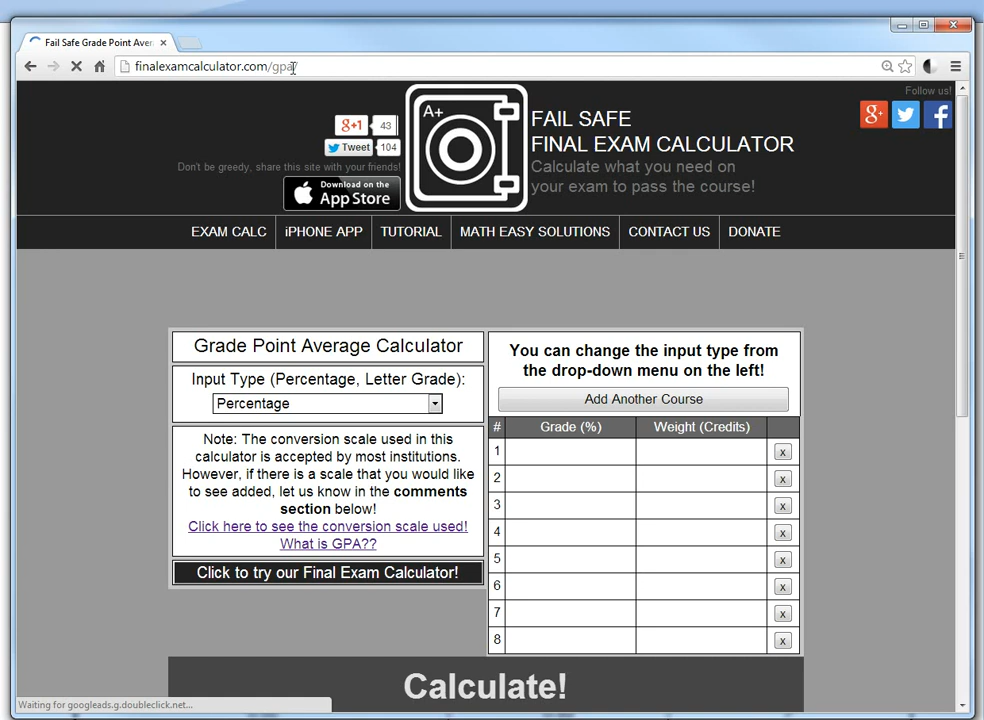 Fail Safe Grade Point Aver
finalexamcalculator.com/gpa/
Follow us!
g+1 43
Tweet 104
Don't be greedy, share this site with your friends!
Download on the
App Store
A+
FAIL SAFE
FINAL EXAM CALCULATOR
Calculate what you need on
your exam to pass the course!
g+
EXAM CALC
iPHONE APP
TUTORIAL
MATH EASY SOLUTIONS
CONTACT US
DONATE
Grade Point Average Calculator
Input Type (Percentage, Letter Grade):
Percentage
Note: The conversion scale used in this
calculator is accepted by most institutions.
However, if there is a scale that you would like
to see added, let us know in the comments
section below!
Click here to see the conversion scale used!
What is GPA??
Click to try our Final Exam Calculator!
You can change the input type from
the drop-down menu on the left!
Add Another Course
# Grade (%) Weight (Credits)
1 x
2 x
3 x
4 x
5 x
6 x
7 x
8 x
Calculate!
Waiting for googleads.g.doubleclick.net...